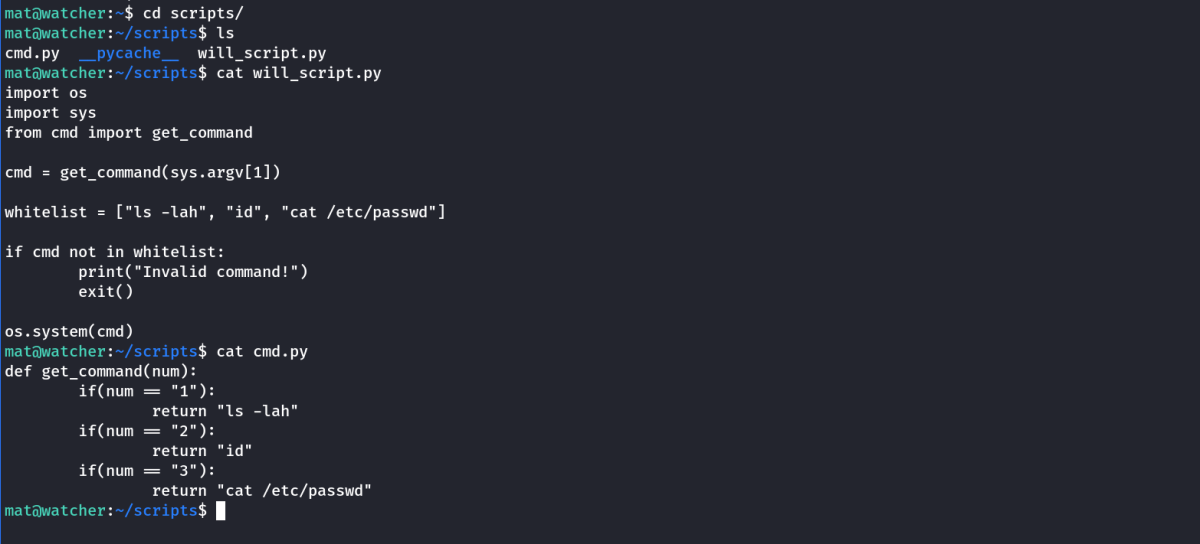 mat@watcher:~$ cd scripts/
mat@watcher:~/scripts$ ls
cmd.py  __pycache__  will_script.py
mat@watcher:~/scripts$ cat will_script.py
import os
import sys
from cmd import get_command

cmd = get_command(sys.argv[1])

whitelist = ["ls -lah", "id", "cat /etc/passwd"]

if cmd not in whitelist:
        print("Invalid command!")
        exit()

os.system(cmd)
mat@watcher:~/scripts$ cat cmd.py
def get_command(num):
        if(num == "1"):
                return "ls -lah"
        if(num == "2"):
                return "id"
        if(num == "3"):
                return "cat /etc/passwd"
mat@watcher:~/scripts$